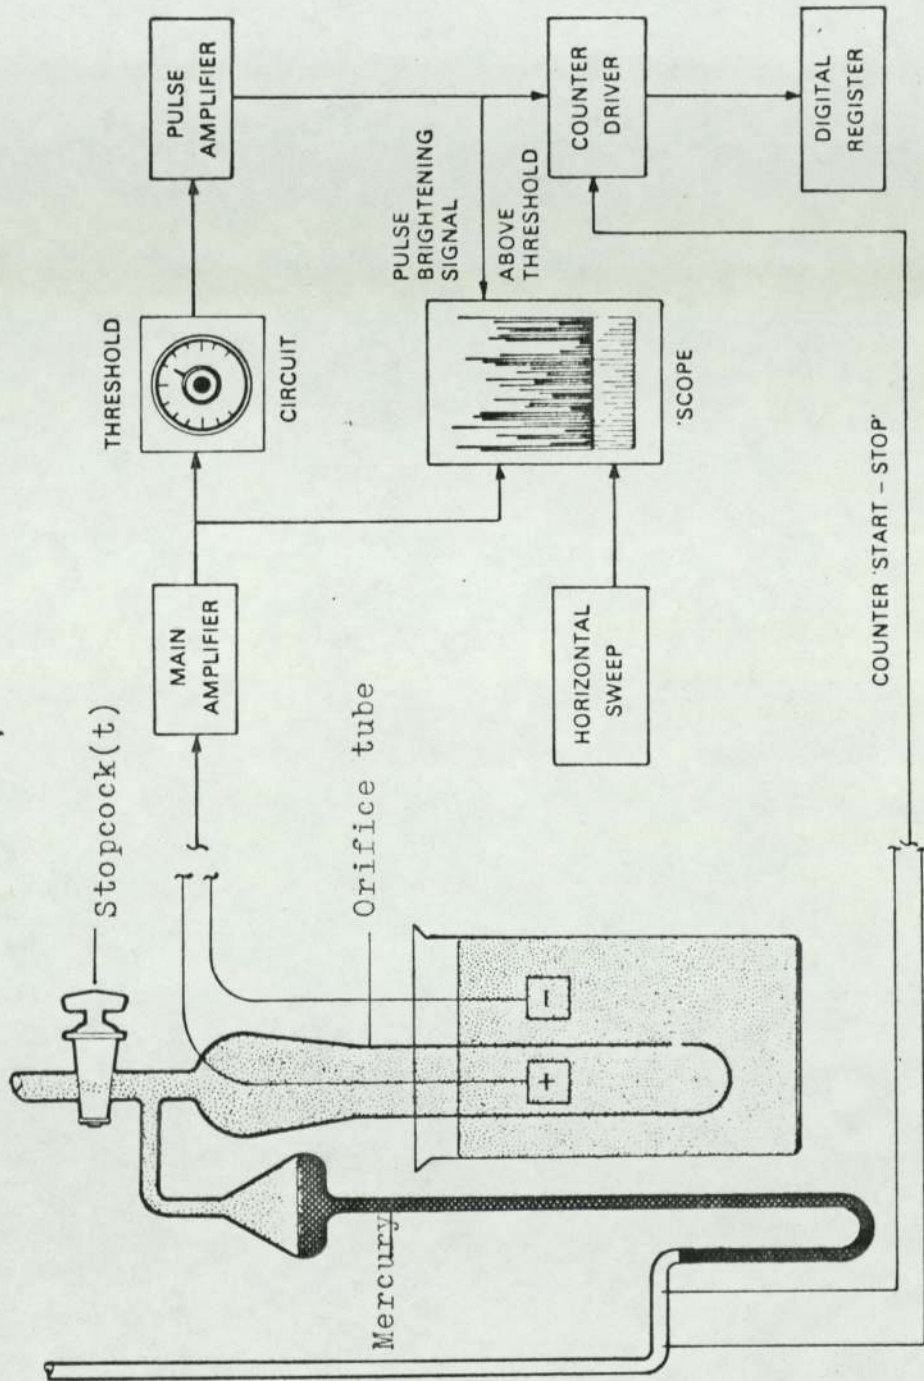 Stopcock(t)
Orifice tube
Mercury
+
−
MAIN
AMPLIFIER
THRESHOLD
CIRCUIT
PULSE
AMPLIFIER
PULSE
BRIGHTENING
SIGNAL
ABOVE
THRESHOLD
'SCOPE
HORIZONTAL
SWEEP
COUNTER
DRIVER
DIGITAL
REGISTER
COUNTER 'START – STOP'